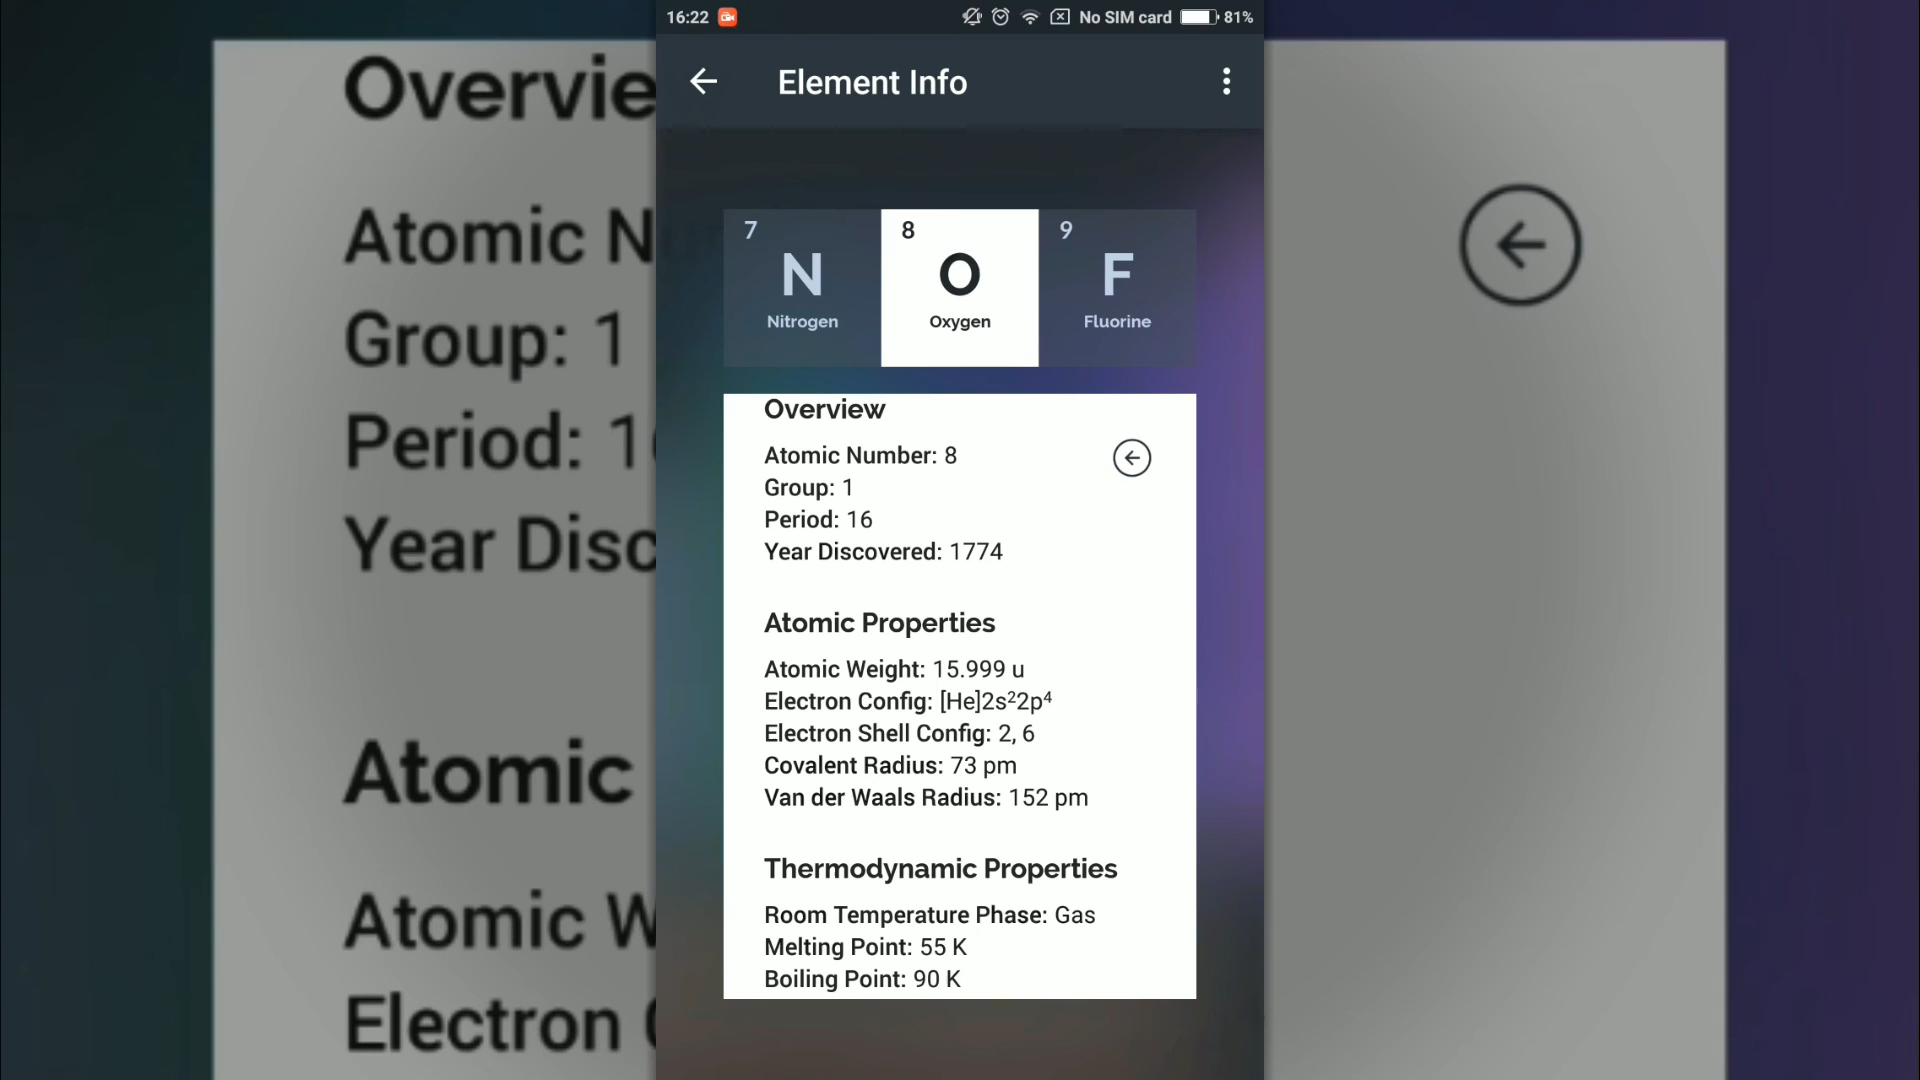 16:22 No SIM card 81%
Element Info
7 8 9
N O F
Nitrogen Oxygen Fluorine
Overview
Atomic Number: 8
Group: 1
Period: 16
Year Discovered: 1774
Atomic Properties
Atomic Weight: 15.999 u
Electron Config: [He]2s²2p⁴
Electron Shell Config: 2, 6
Covalent Radius: 73 pm
Van der Waals Radius: 152 pm
Thermodynamic Properties
Room Temperature Phase: Gas
Melting Point: 55 K
Boiling Point: 90 K
Overvie
Atomic N
Group: 1
Period: 16
Year Disc
Atomic
Atomic W
Electron